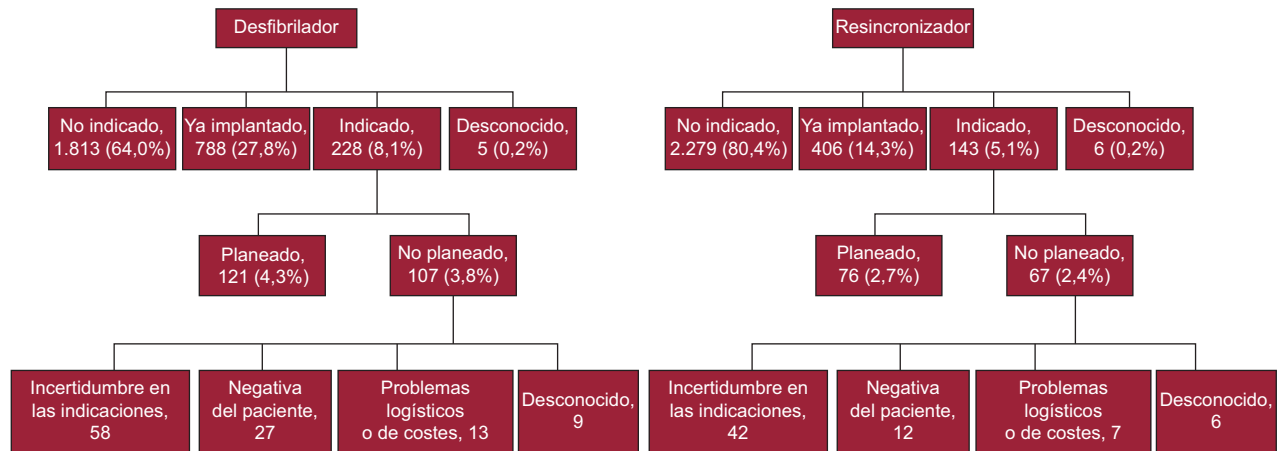 Desfibrilador
No indicado,
1.813 (64,0%)
Ya implantado,
788 (27,8%)
Indicado,
228 (8,1%)
Desconocido,
5 (0,2%)
Planeado,
121 (4,3%)
No planeado,
107 (3,8%)
Incertidumbre en
las indicaciones,
58
Negativa
del paciente,
27
Problemas
logísticos
o de costes, 13
Desconocido,
9
Resincronizador
No indicado,
2.279 (80,4%)
Ya implantado,
406 (14,3%)
Indicado,
143 (5,1%)
Desconocido,
6 (0,2%)
Planeado,
76 (2,7%)
No planeado,
67 (2,4%)
Incertidumbre en
las indicaciones,
42
Negativa
del paciente,
12
Problemas
logísticos
o de costes, 7
Desconocido,
6